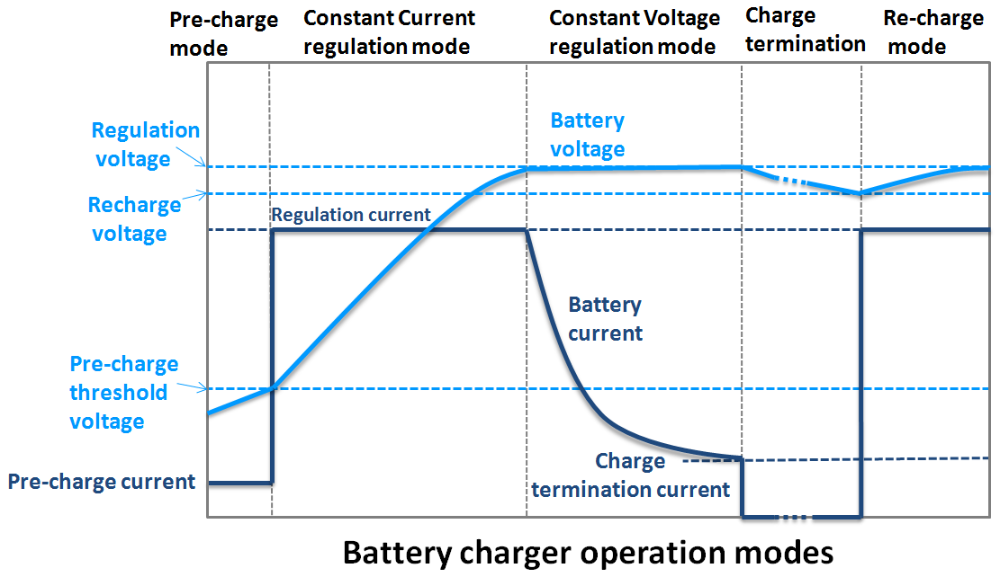 Pre-charge
mode
Constant Current
regulation mode
Constant Voltage
regulation mode
Charge
termination
Re-charge
mode
Regulation
voltage
Battery
voltage
Recharge
voltage
Regulation current
Battery
current
Pre-charge
threshold
voltage
Charge
termination current
Pre-charge current
Battery charger operation modes